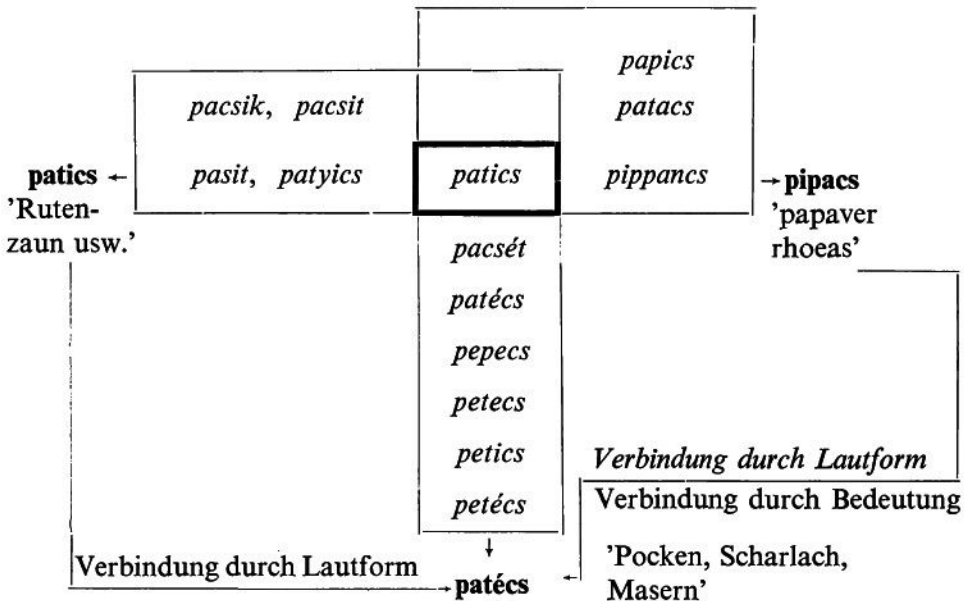 papics
pacsik, pacsit
patacs
patics
pasit, patyics
patics
pippancs
pipacs
'Ruten-
zaun usw.'
'papaver
rhoeas'
pacsét
patécs
pepecs
petecs
petics
petécs
Verbindung durch Lautform
Verbindung durch Bedeutung
Verbindung durch Lautform
patécs
'Pocken, Scharlach,
Masern'